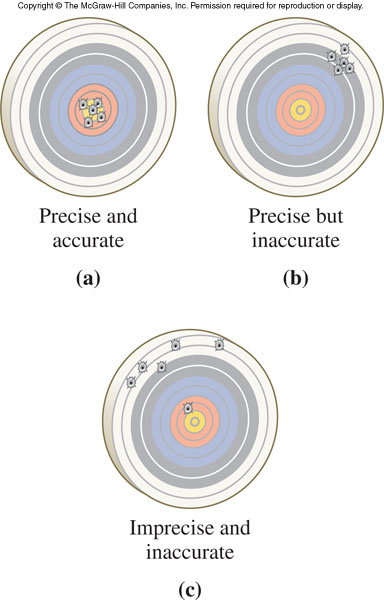 Copyright © The McGraw-Hill Companies, Inc. Permission required for reproduction or display.
Precise and
accurate
(a)
Precise but
inaccurate
(b)
Imprecise and
inaccurate
(c)